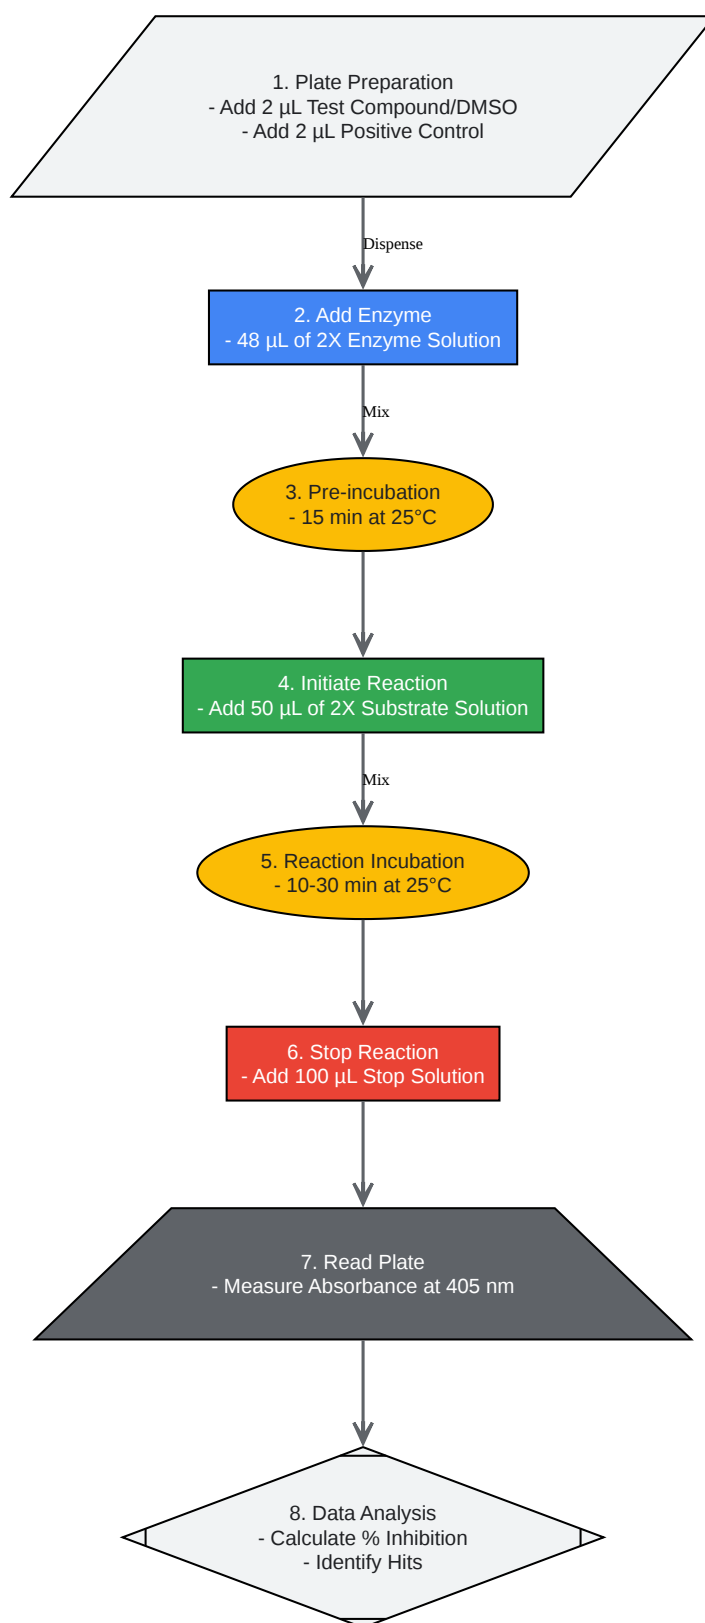 1. Plate Preparation
- Add 2 µL Test Compound/DMSO
- Add 2 µL Positive Control
Dispense
2. Add Enzyme
- 48 µL of 2X Enzyme Solution
Mix
3. Pre-incubation
- 15 min at 25°C
4. Initiate Reaction
- Add 50 µL of 2X Substrate Solution
Mix
5. Reaction Incubation
- 10-30 min at 25°C
6. Stop Reaction
- Add 100 µL Stop Solution
7. Read Plate
- Measure Absorbance at 405 nm
8. Data Analysis
- Calculate % Inhibition
- Identify Hits